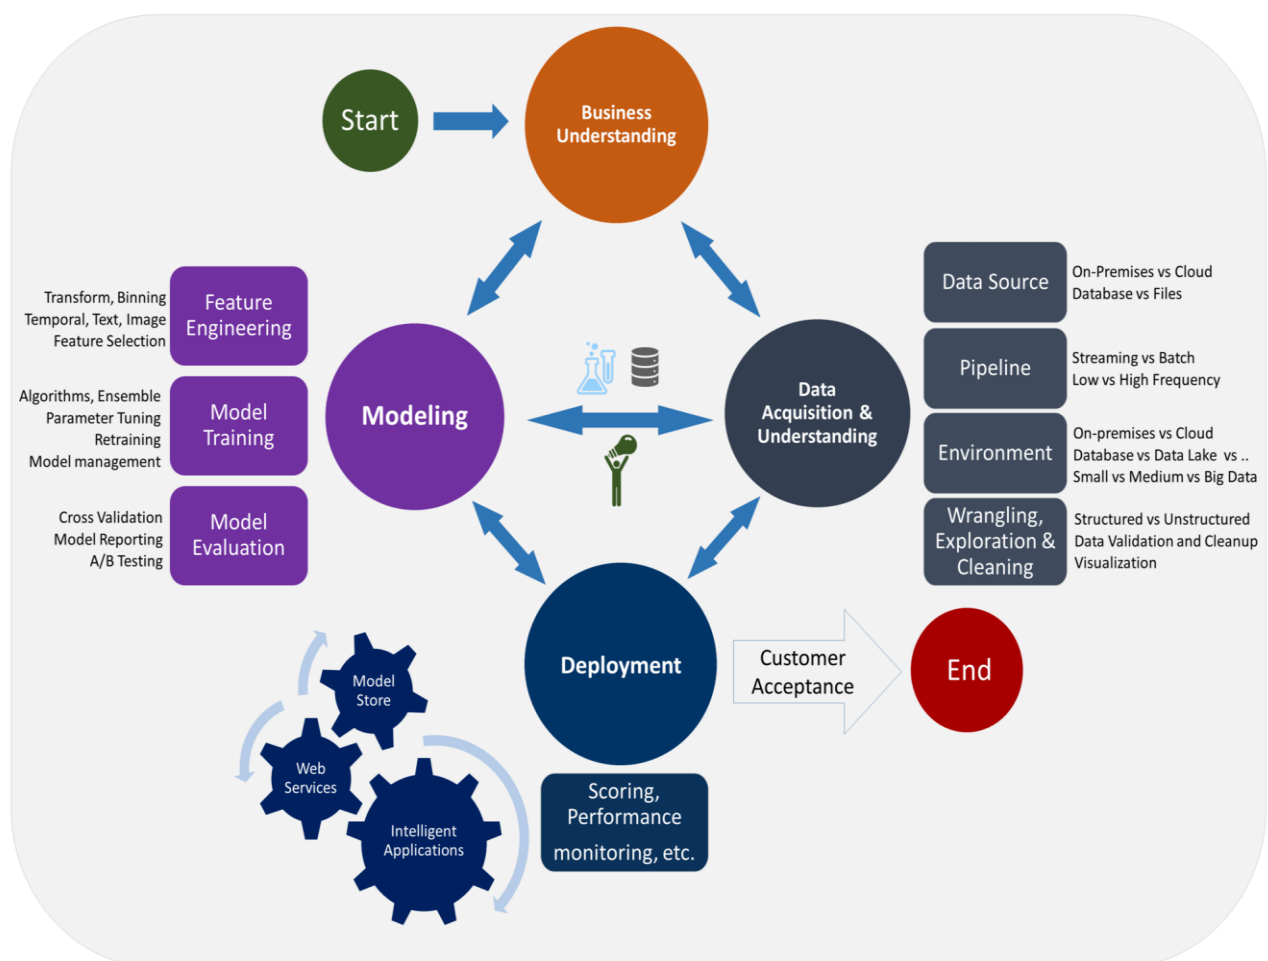 Start
Business
Understanding
Transform, Binning
Temporal, Text, Image
Feature Selection
Feature
Engineering
Algorithms, Ensemble
Parameter Tuning
Retraining
Model management
Model
Training
Cross Validation
Model Reporting
A/B Testing
Model
Evaluation
Modeling
Data
Acquisition &
Understanding
Data Source
On-Premises vs Cloud
Database vs Files
Pipeline
Streaming vs Batch
Low vs High Frequency
Environment
On-premises vs Cloud
Database vs Data Lake vs ..
Small vs Medium vs Big Data
Wrangling,
Exploration &
Cleaning
Structured vs Unstructured
Data Validation and Cleanup
Visualization
Deployment
Customer
Acceptance
End
Model
Store
Web
Services
Intelligent
Applications
Scoring,
Performance
monitoring, etc.